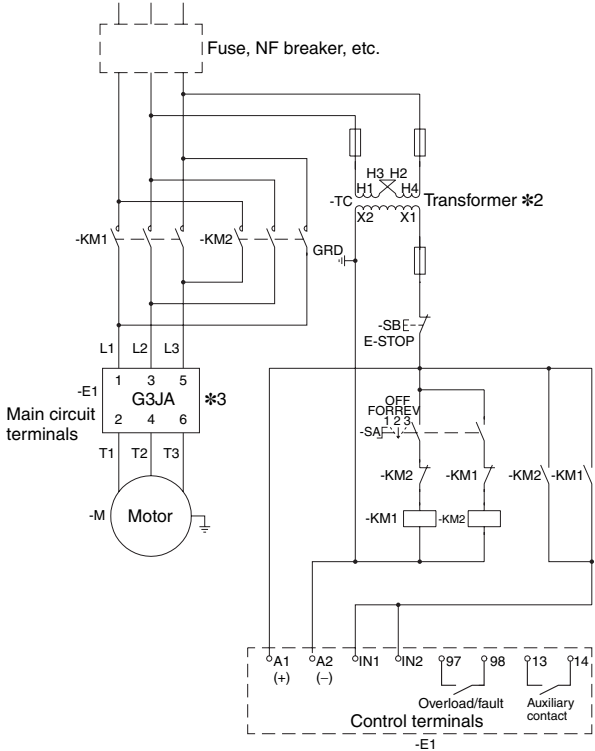 Fuse, NF breaker, etc.
H3 H2
H1 H4
-TC Transformer ✻2
X2 X1
-KM1 -KM2 GRD
-SB
E-STOP
L1 L2 L3
1 3 5
-E1 G3JA ✻3
2 4 6
Main circuit
terminals
OFF
FOR REV
1 2 3
-SA
T1 T2 T3
-KM2 -KM1 -KM2 -KM1
-M Motor
-KM1 -KM2
A1 A2 IN1 IN2 97 98 13 14
(+) (−)
Overload/fault Auxiliary
contact
Control terminals
-E1